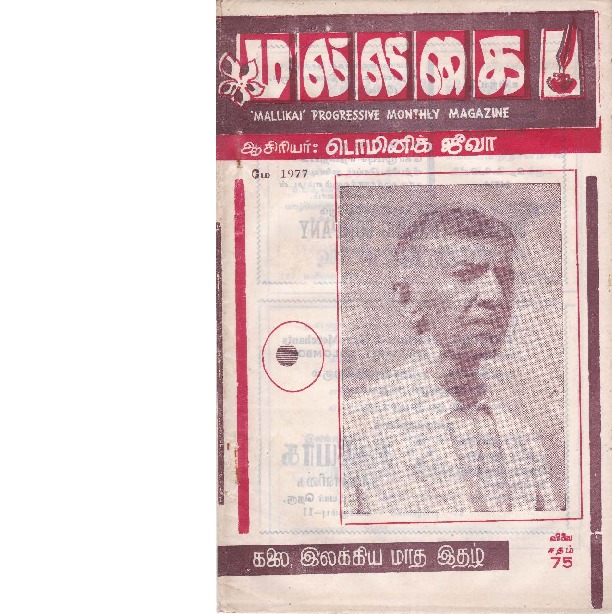 மல்லிகை
'MALLIKAI' PROGRESSIVE MONTHLY MAGAZINE
ஆசிரியர்: டொமினிக் ஜீவா
மே 1977
கலை இலக்கிய மாத இதழ்
விலை
சதம்
75